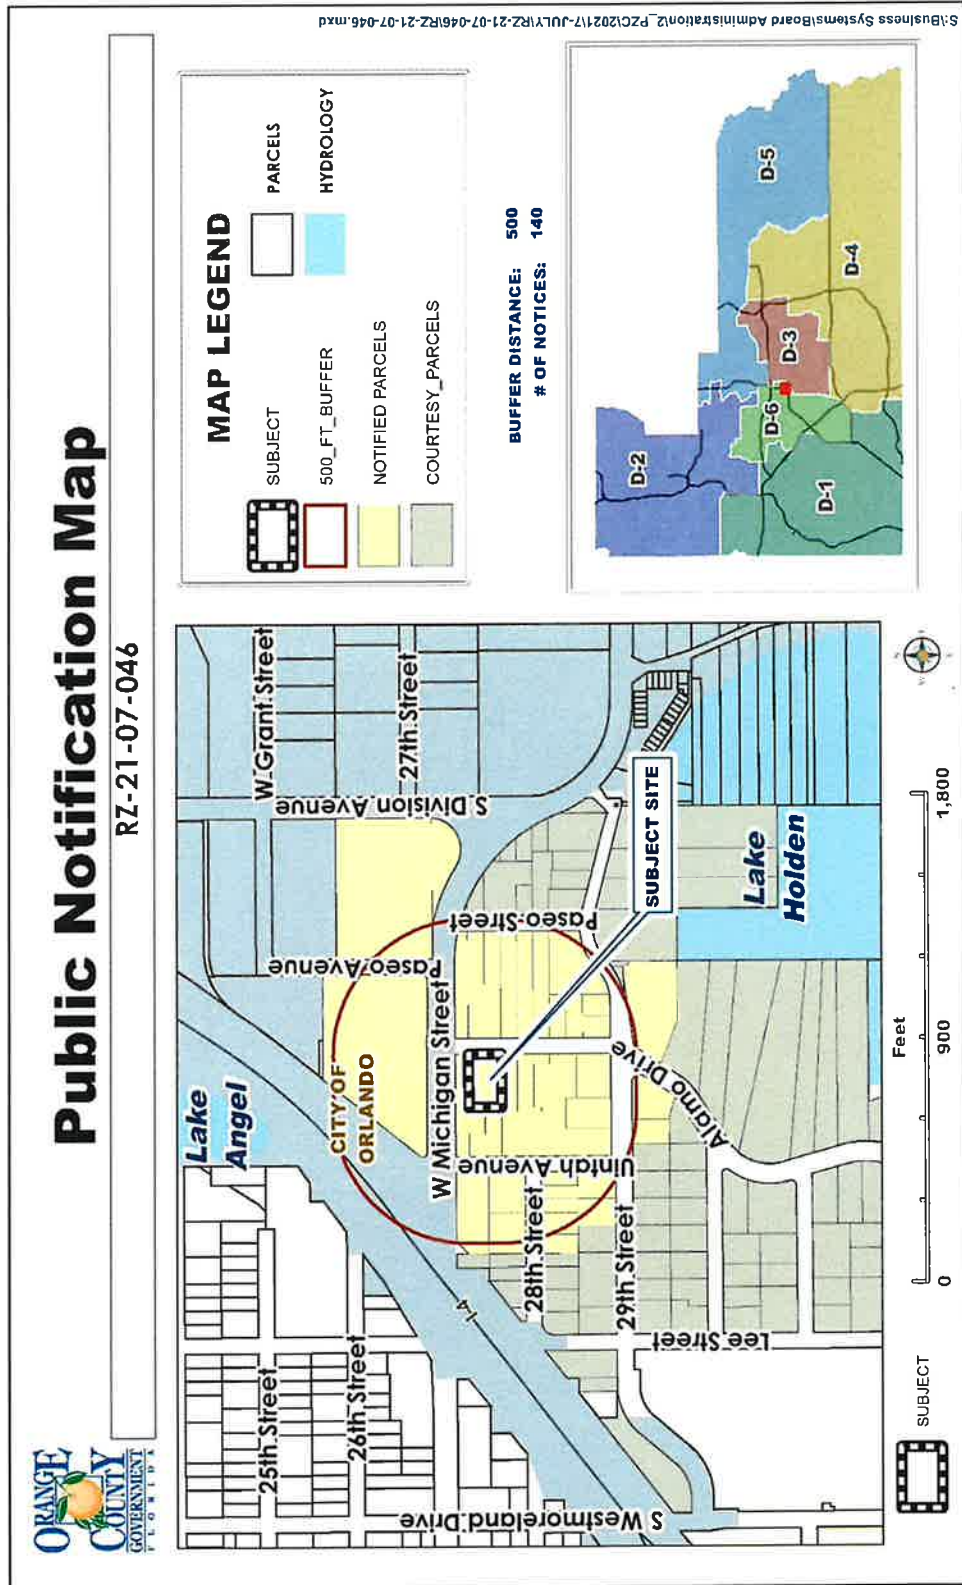 ORANGE
COUNTY
GOVERNMENT
FLORIDA
Public Notification Map
RZ-21-07-046
Lake
Angel
CITY OF
ORLANDO
25th Street
26th Street
I-4
S Westmoreland Drive
W Grant Street
27th Street
S Division Avenue
Paseo Avenue
Paseo Street
W Michigan Street
Uintah Avenue
28th Street
29th Street
Alamo Drive
Lee Street
SUBJECT SITE
Lake
Holden
MAP LEGEND
SUBJECT
500_FT_BUFFER
NOTIFIED PARCELS
COURTESY_PARCELS
PARCELS
HYDROLOGY
BUFFER DISTANCE: 500
# OF NOTICES: 140
D-2
D-5
D-6
D-3
D-1
D-4
SUBJECT
Feet
0 900 1,800
S:\Business Systems\Board Administration\2_PZC\2021\7-JULY\RZ-21-07-046\RZ-21-07-046.mxd